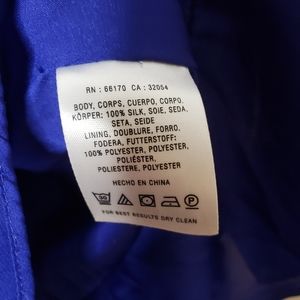 RN : 66170 CA : 32054
BODY, CORPS, CUERPO, CORPO,
KÖRPER: 100% SILK, SOIE, SEDA,
SETA, SEIDE
LINING, DOUBLURE, FORRO,
FODERA, FUTTERSTOFF:
100% POLYESTER, POLYESTER,
POLIÉSTER,
POLIESTERE, POLYESTER
HECHO EN CHINA
30
P
FOR BEST RESULTS DRY CLEAN